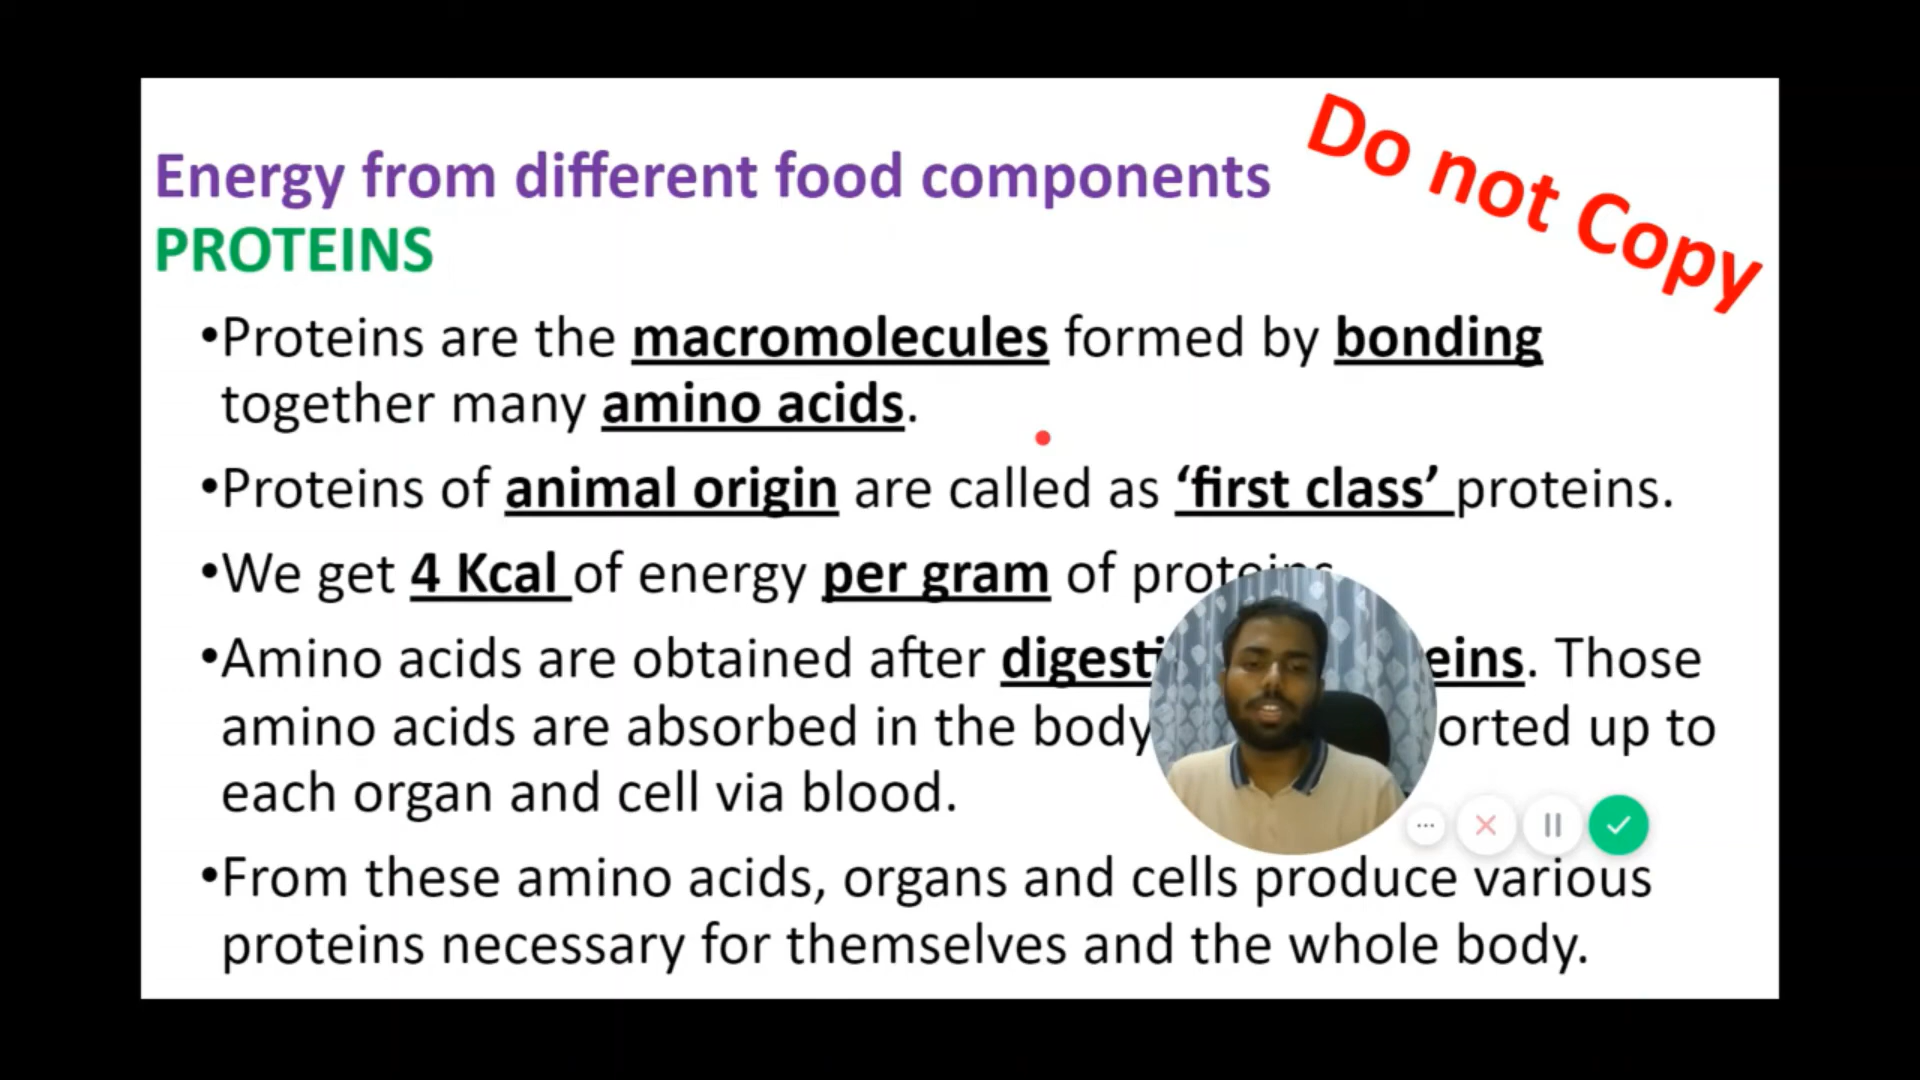 Do not Copy
Energy from different food components
PROTEINS
•Proteins are the macromolecules formed by bonding
together many amino acids.
•Proteins of animal origin are called as ‘first class’ proteins.
•We get 4 Kcal of energy per gram of proteins
•Amino acids are obtained after digesti eins. Those
amino acids are absorbed in the body orted up to
each organ and cell via blood.
•From these amino acids, organs and cells produce various
proteins necessary for themselves and the whole body.